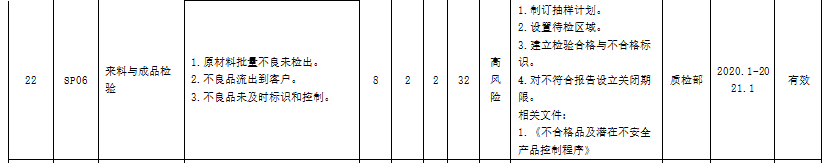 22
SP06
来料与成品检
验
1.原材料批量不良未检出。
2.不良品流出到客户。
3.不良品未及时标识和控制。
8
2
2
32
高
风
险
1.制订抽样计划。
2.设置待检区域。
3.建立检验合格与不合格标
识。
4.对不符合报告设立关闭期
限。
相关文件:
1.《不合格品及潜在不安全
产品控制程序》
质检部
2020.1-20
21.1
有效